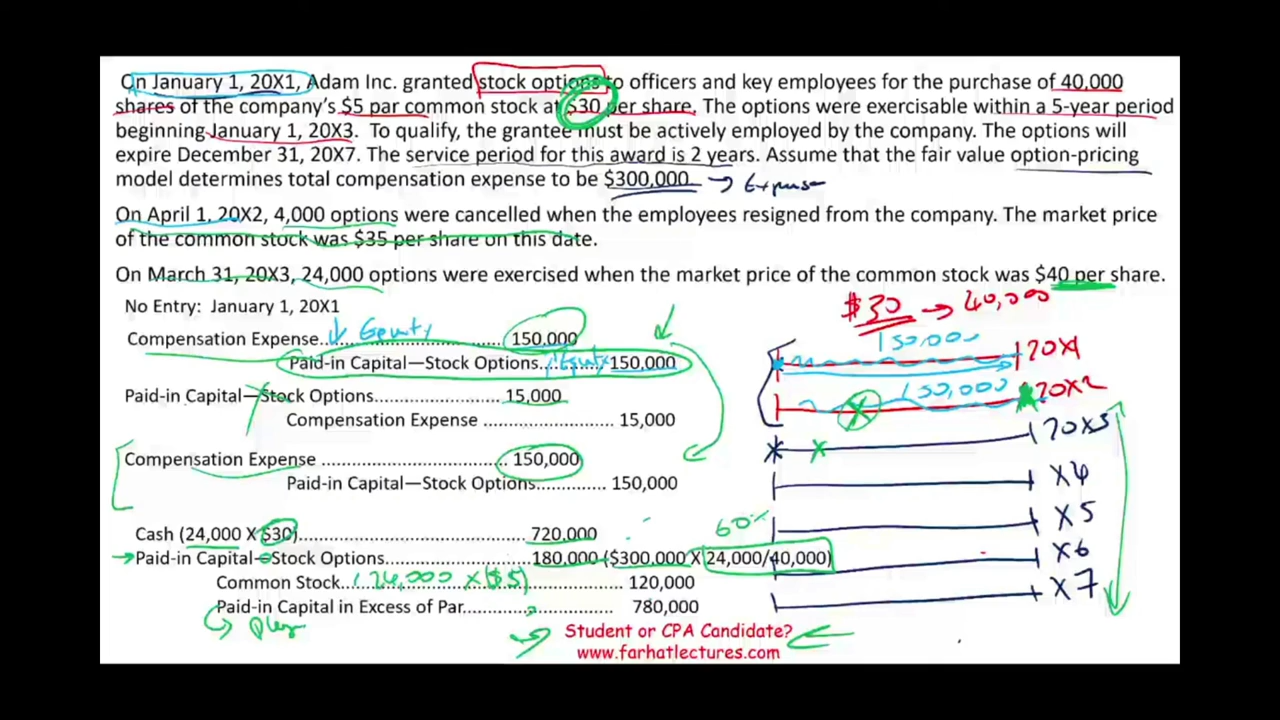 On January 1, 20X1, Adam Inc. granted stock options to officers and key employees for the purchase of 40,000
shares of the company's $5 par common stock at $30 per share. The options were exercisable within a 5-year period
beginning January 1, 20X3. To qualify, the grantee must be actively employed by the company. The options will
expire December 31, 20X7. The service period for this award is 2 years. Assume that the fair value option-pricing
model determines total compensation expense to be $300,000 → Expense
On April 1, 20X2, 4,000 options were cancelled when the employees resigned from the company. The market price
of the common stock was $35 per share on this date.
On March 31, 20X3, 24,000 options were exercised when the market price of the common stock was $40 per share.
No Entry: January 1, 20X1
$30 → 40,000
Compensation Expense..↓ Equity........................ 150,000
150,000
Paid-in Capital—Stock Options.... Equity 150,000
20X1
Paid-in Capital—Stock Options........................ 15,000
150,000 20X2
Compensation Expense ........................ 15,000
20X3
Compensation Expense ................................... 150,000
Paid-in Capital—Stock Options............ 150,000
X4
X5
60%
Cash (24,000 X $30)......................................... 720,000
Paid-in Capital—Stock Options........................ 180,000 ($300,000 X 24,000/40,000)
X6
Common Stock.. 24,000 x ($5) ............ 120,000
X7
Paid-in Capital in Excess of Par........................ 780,000
plug
Student or CPA Candidate?
www.farhatlectures.com